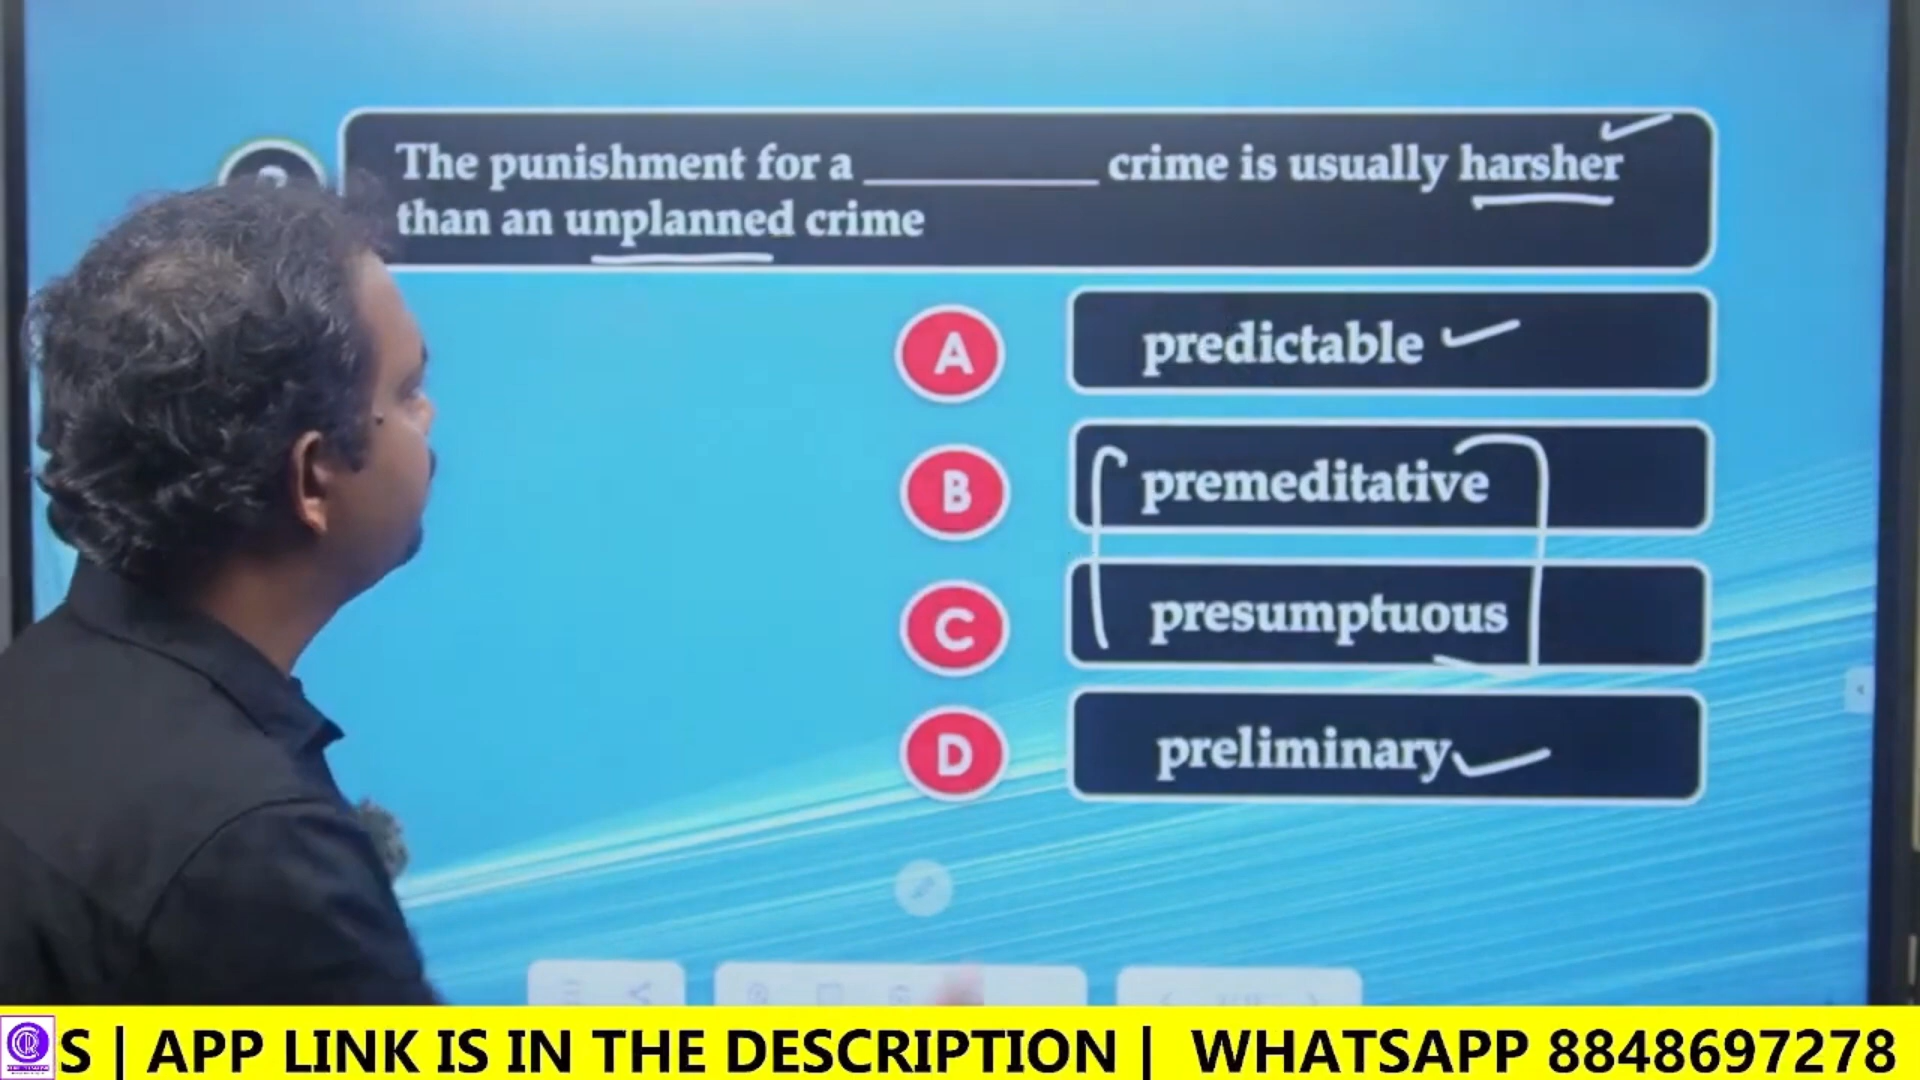 The punishment for a __________ crime is usually harsher
than an unplanned crime
A predictable
B premeditative
C presumptuous
D preliminary
S | APP LINK IS IN THE DESCRIPTION | WHATSAPP 8848697278